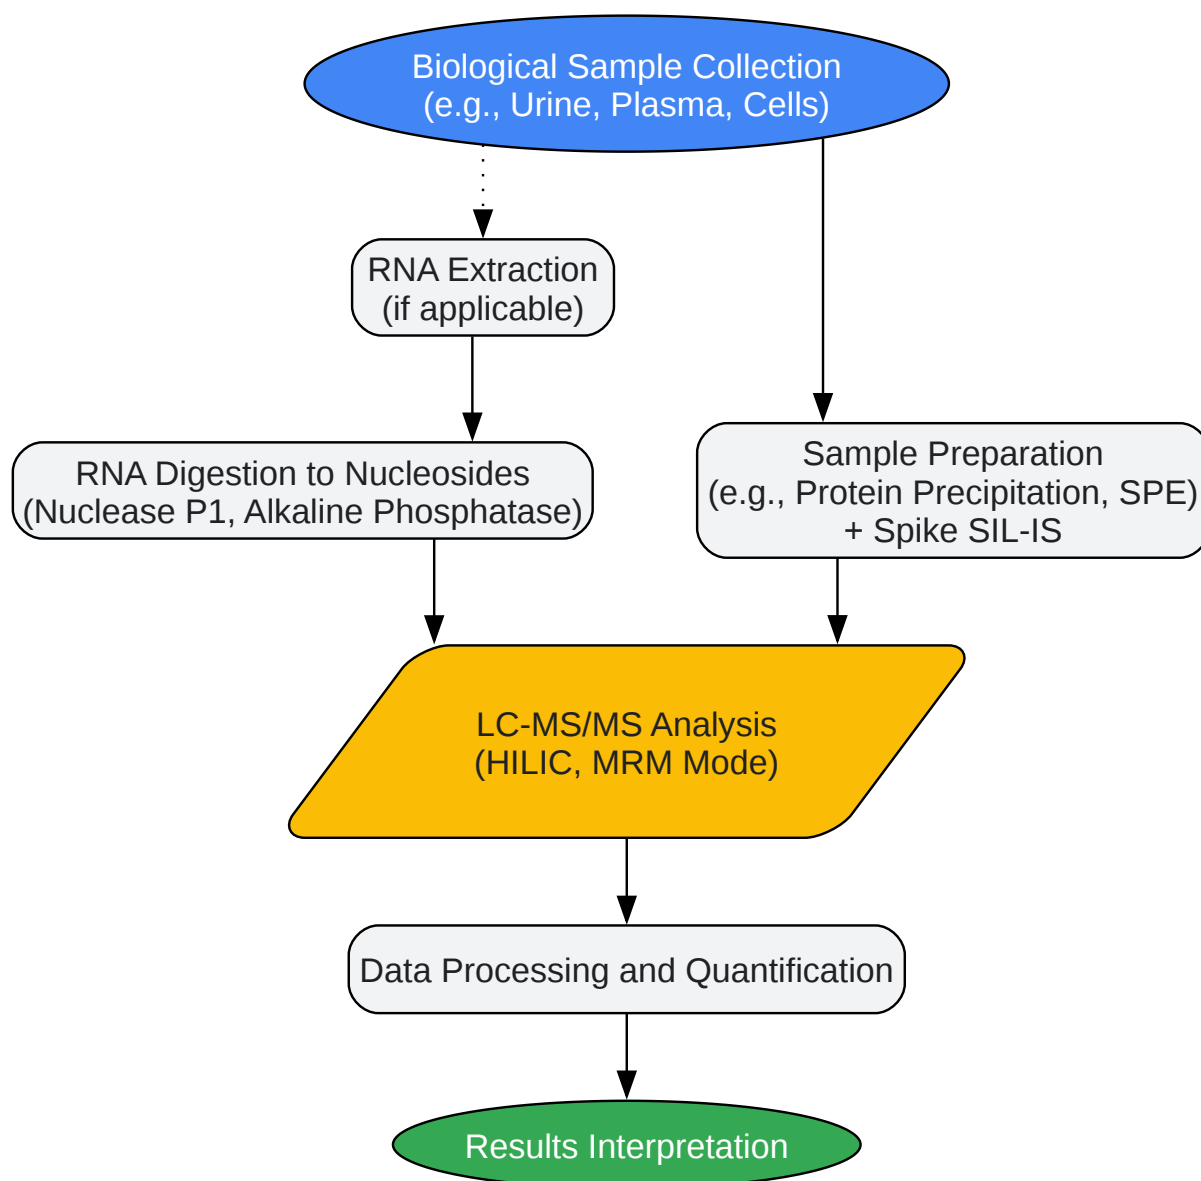 Biological Sample Collection
(e.g., Urine, Plasma, Cells)
RNA Extraction
(if applicable)
RNA Digestion to Nucleosides
(Nuclease P1, Alkaline Phosphatase)
Sample Preparation
(e.g., Protein Precipitation, SPE)
+ Spike SIL-IS
LC-MS/MS Analysis
(HILIC, MRM Mode)
Data Processing and Quantification
Results Interpretation